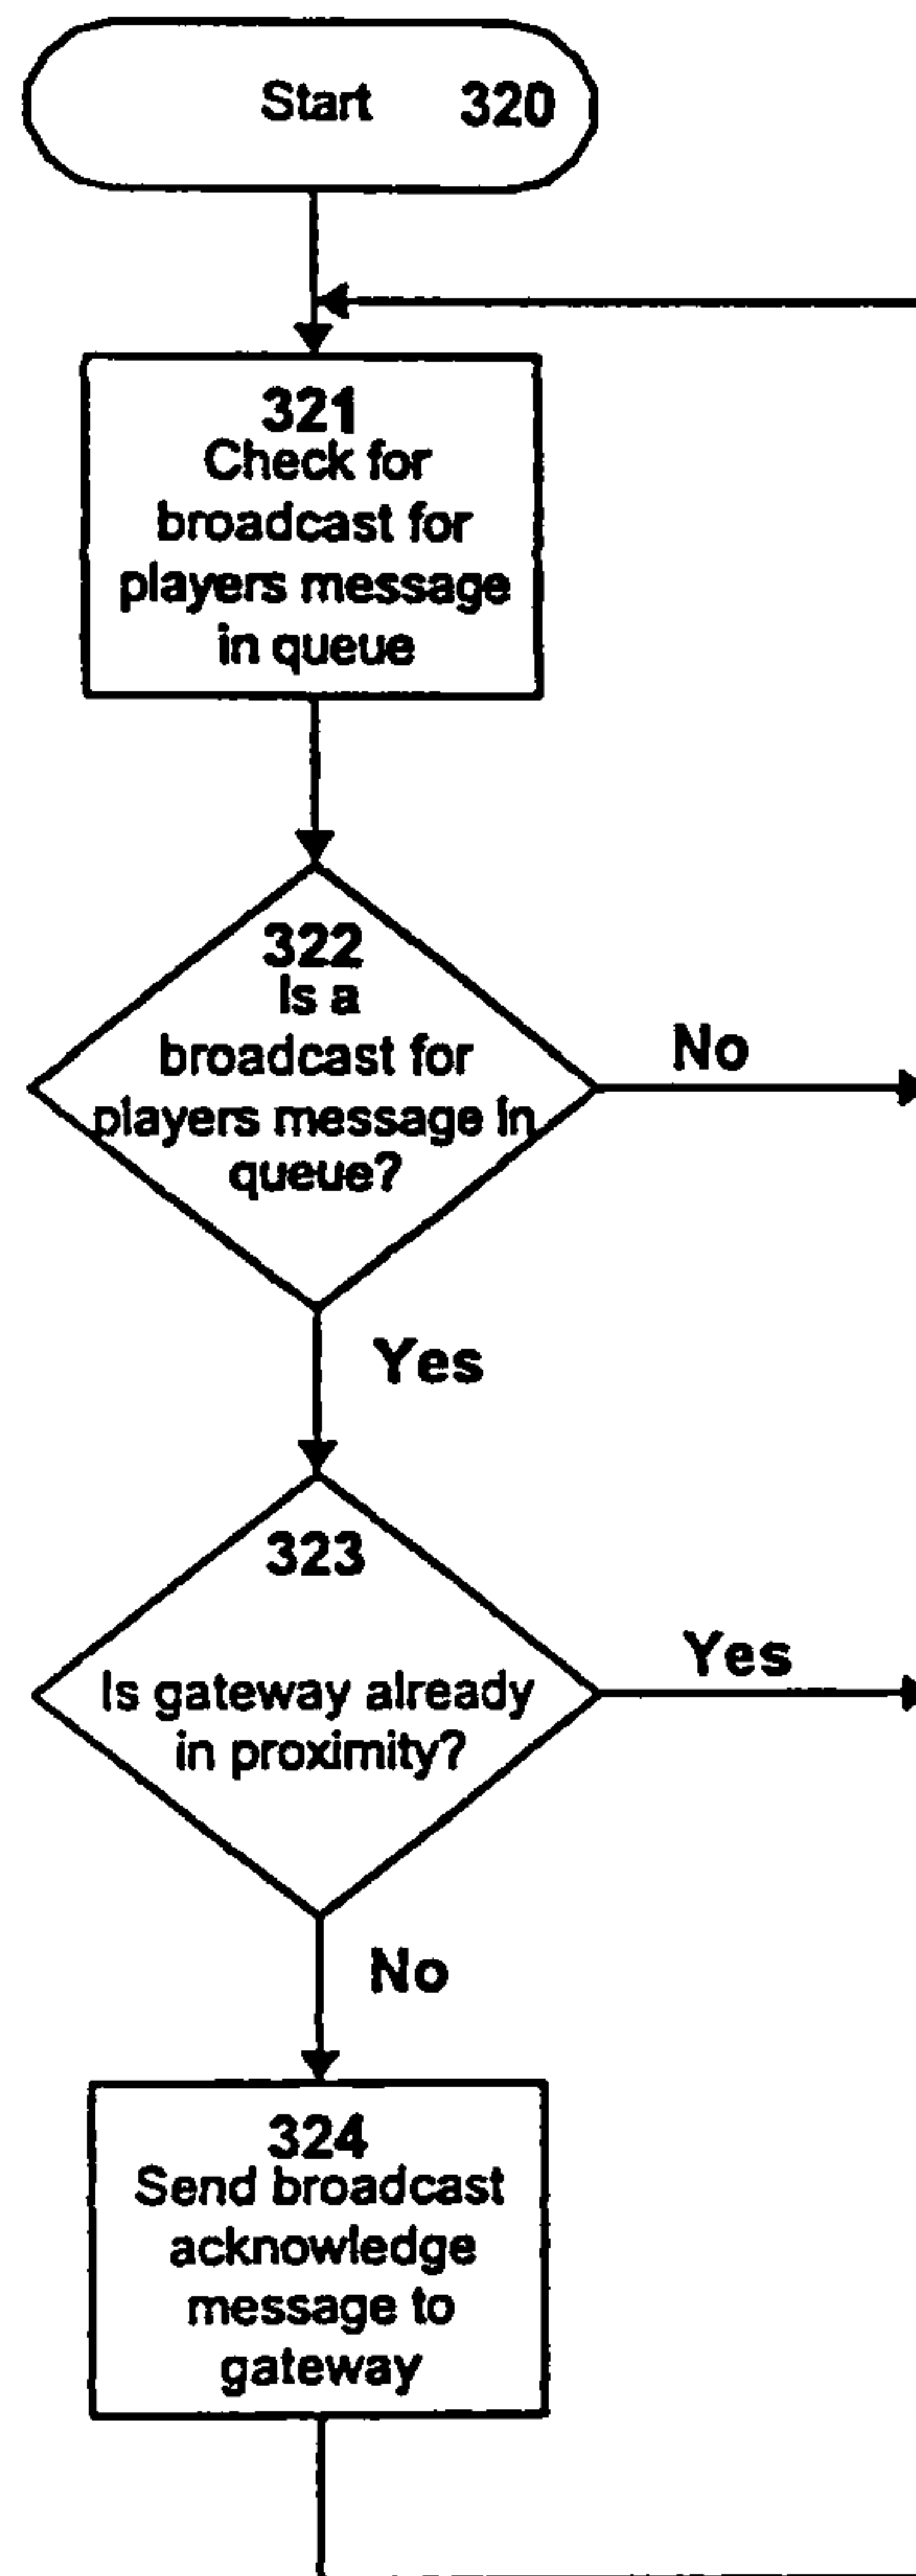 Start 320
321
Check for
broadcast for
players message
in queue
322
Is a
broadcast for
players message in
queue?
No
Yes
323
Is gateway already
in proximity?
Yes
No
324
Send broadcast
acknowledge
message to
gateway